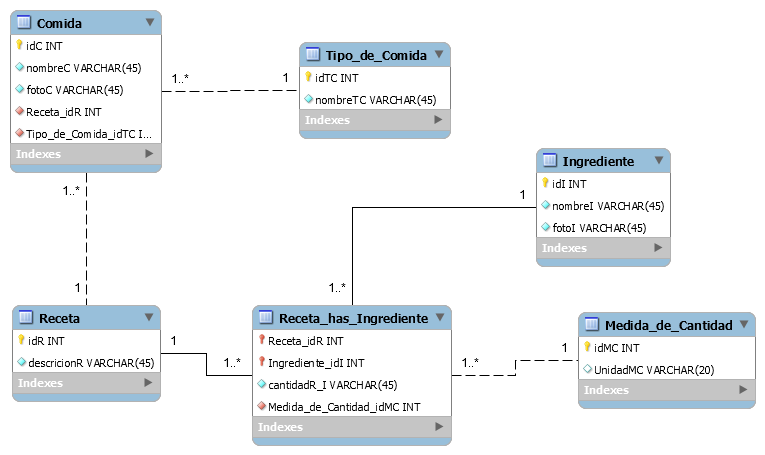 Comida
idC INT
nombreC VARCHAR(45)
fotoC VARCHAR(45)
Receta_idR INT
Tipo_de_Comida_idTC I...
Indexes
1..*
1
Tipo_de_Comida
idTC INT
nombreTC VARCHAR(45)
Indexes
Ingrediente
idI INT
nombreI VARCHAR(45)
fotoI VARCHAR(45)
Indexes
1..*
1
1
1..*
Receta
idR INT
descricionR VARCHAR(45)
Indexes
1
1..*
Receta_has_Ingrediente
Receta_idR INT
Ingrediente_idI INT
cantidadR_I VARCHAR(45)
Medida_de_Cantidad_idMC INT
Indexes
1..*
1
Medida_de_Cantidad
idMC INT
UnidadMC VARCHAR(20)
Indexes